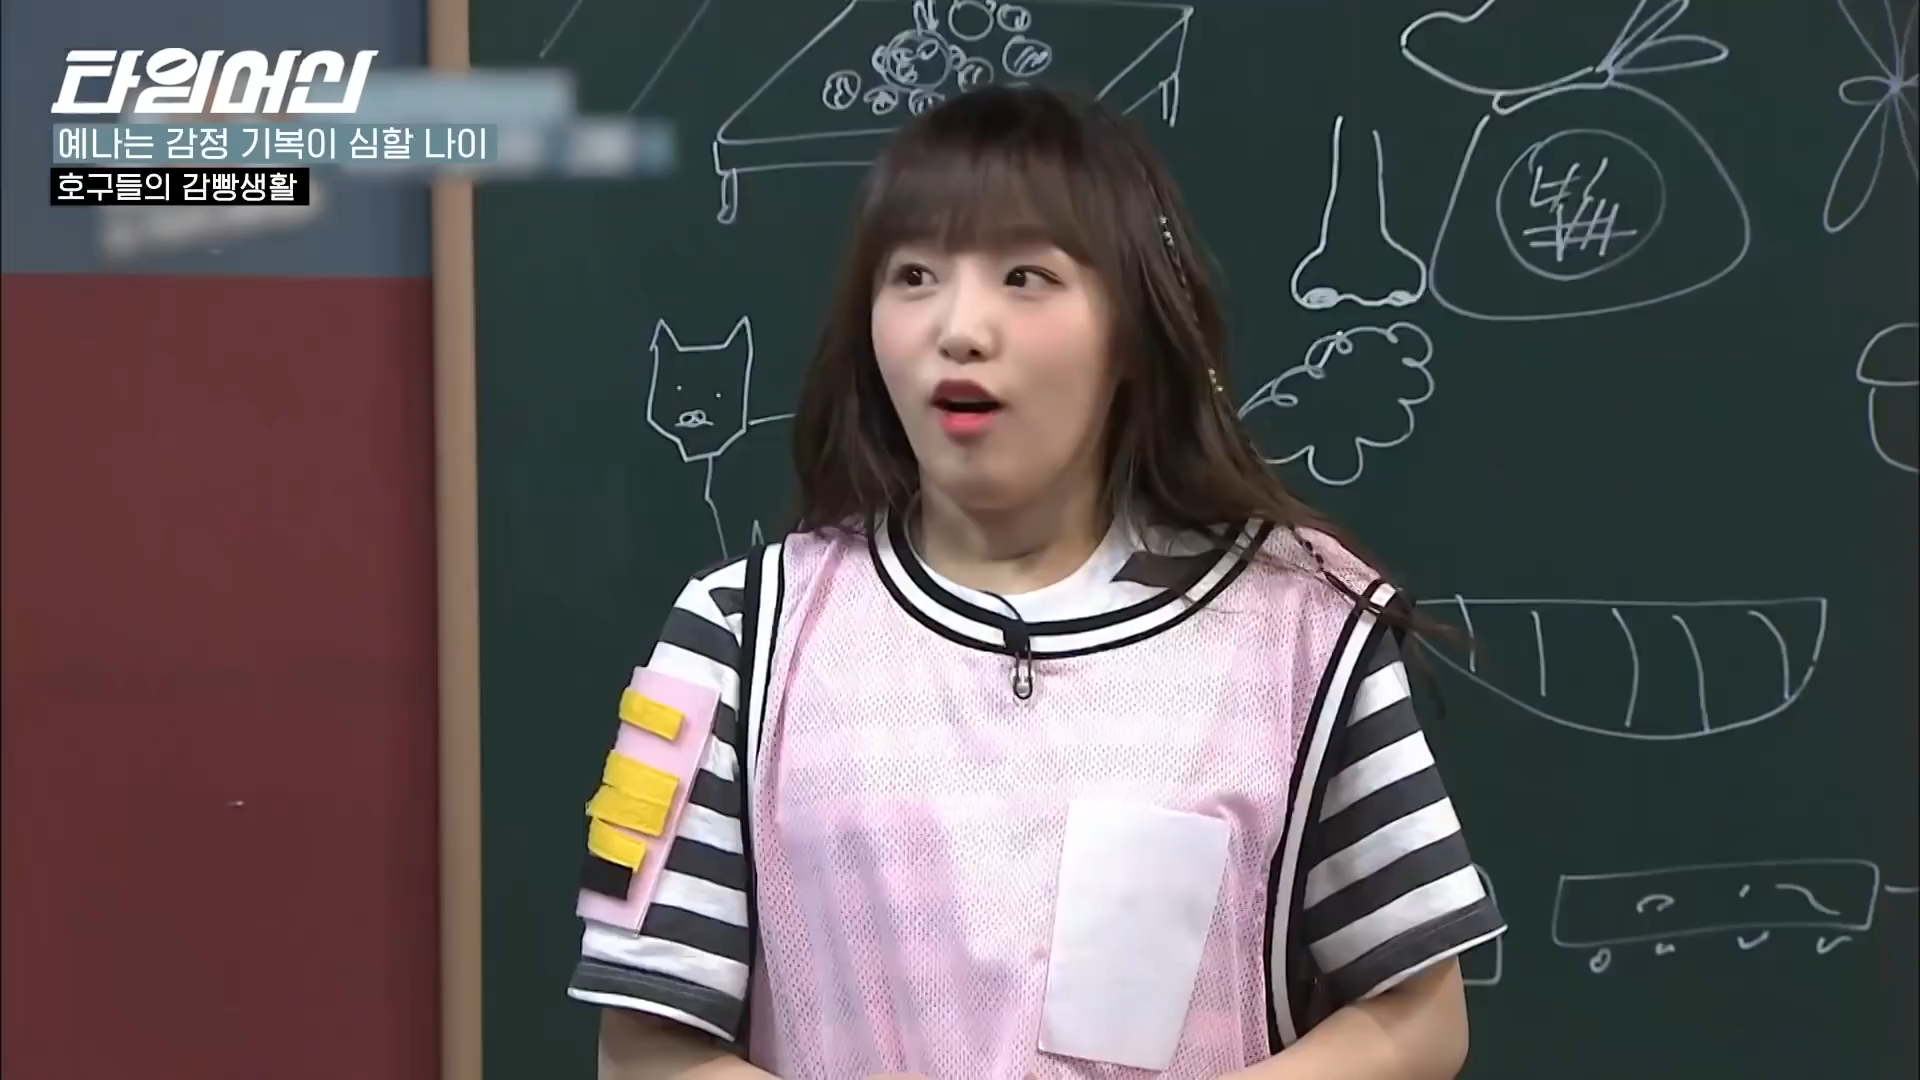 타임어신
예나는 감정 기복이 심할 나이
호구들의 감빵생활